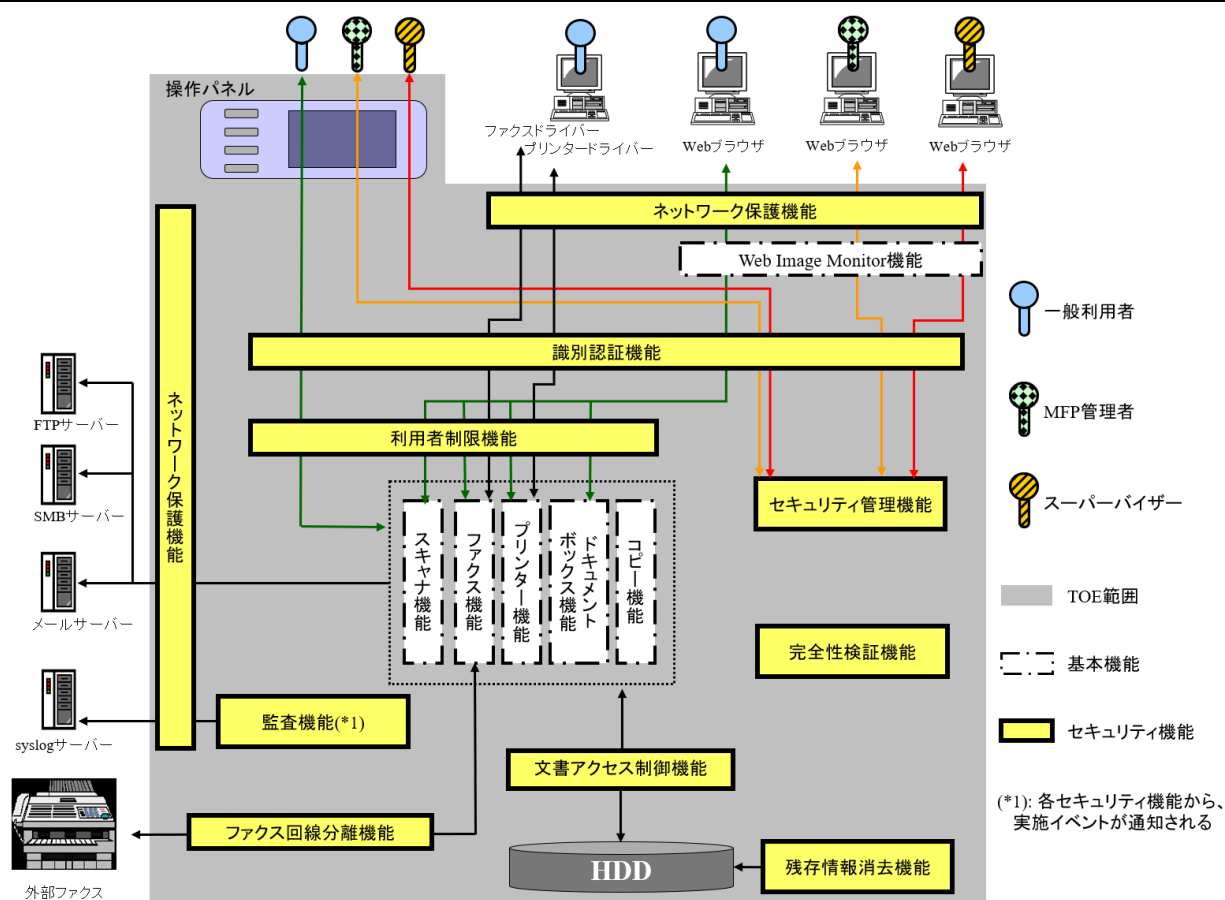 操作パネル
ファクスドライバー
プリンタードライバー
Webブラウザ
Webブラウザ
Webブラウザ
ネットワーク保護機能
Web Image Monitor機能
識別認証機能
利用者制限機能
セキュリティ管理機能
スキャナ機能
ファクス機能
プリンター機能
ドキュメント
ボックス機能
コピー機能
完全性検証機能
ネットワーク保護機能
FTPサーバー
SMBサーバー
メールサーバー
syslogサーバー
監査機能(*1)
文書アクセス制御機能
ファクス回線分離機能
外部ファクス
HDD
残存情報消去機能
一般利用者
MFP管理者
スーパーバイザー
TOE範囲
基本機能
セキュリティ機能
(*1): 各セキュリティ機能から、
実施イベントが通知される